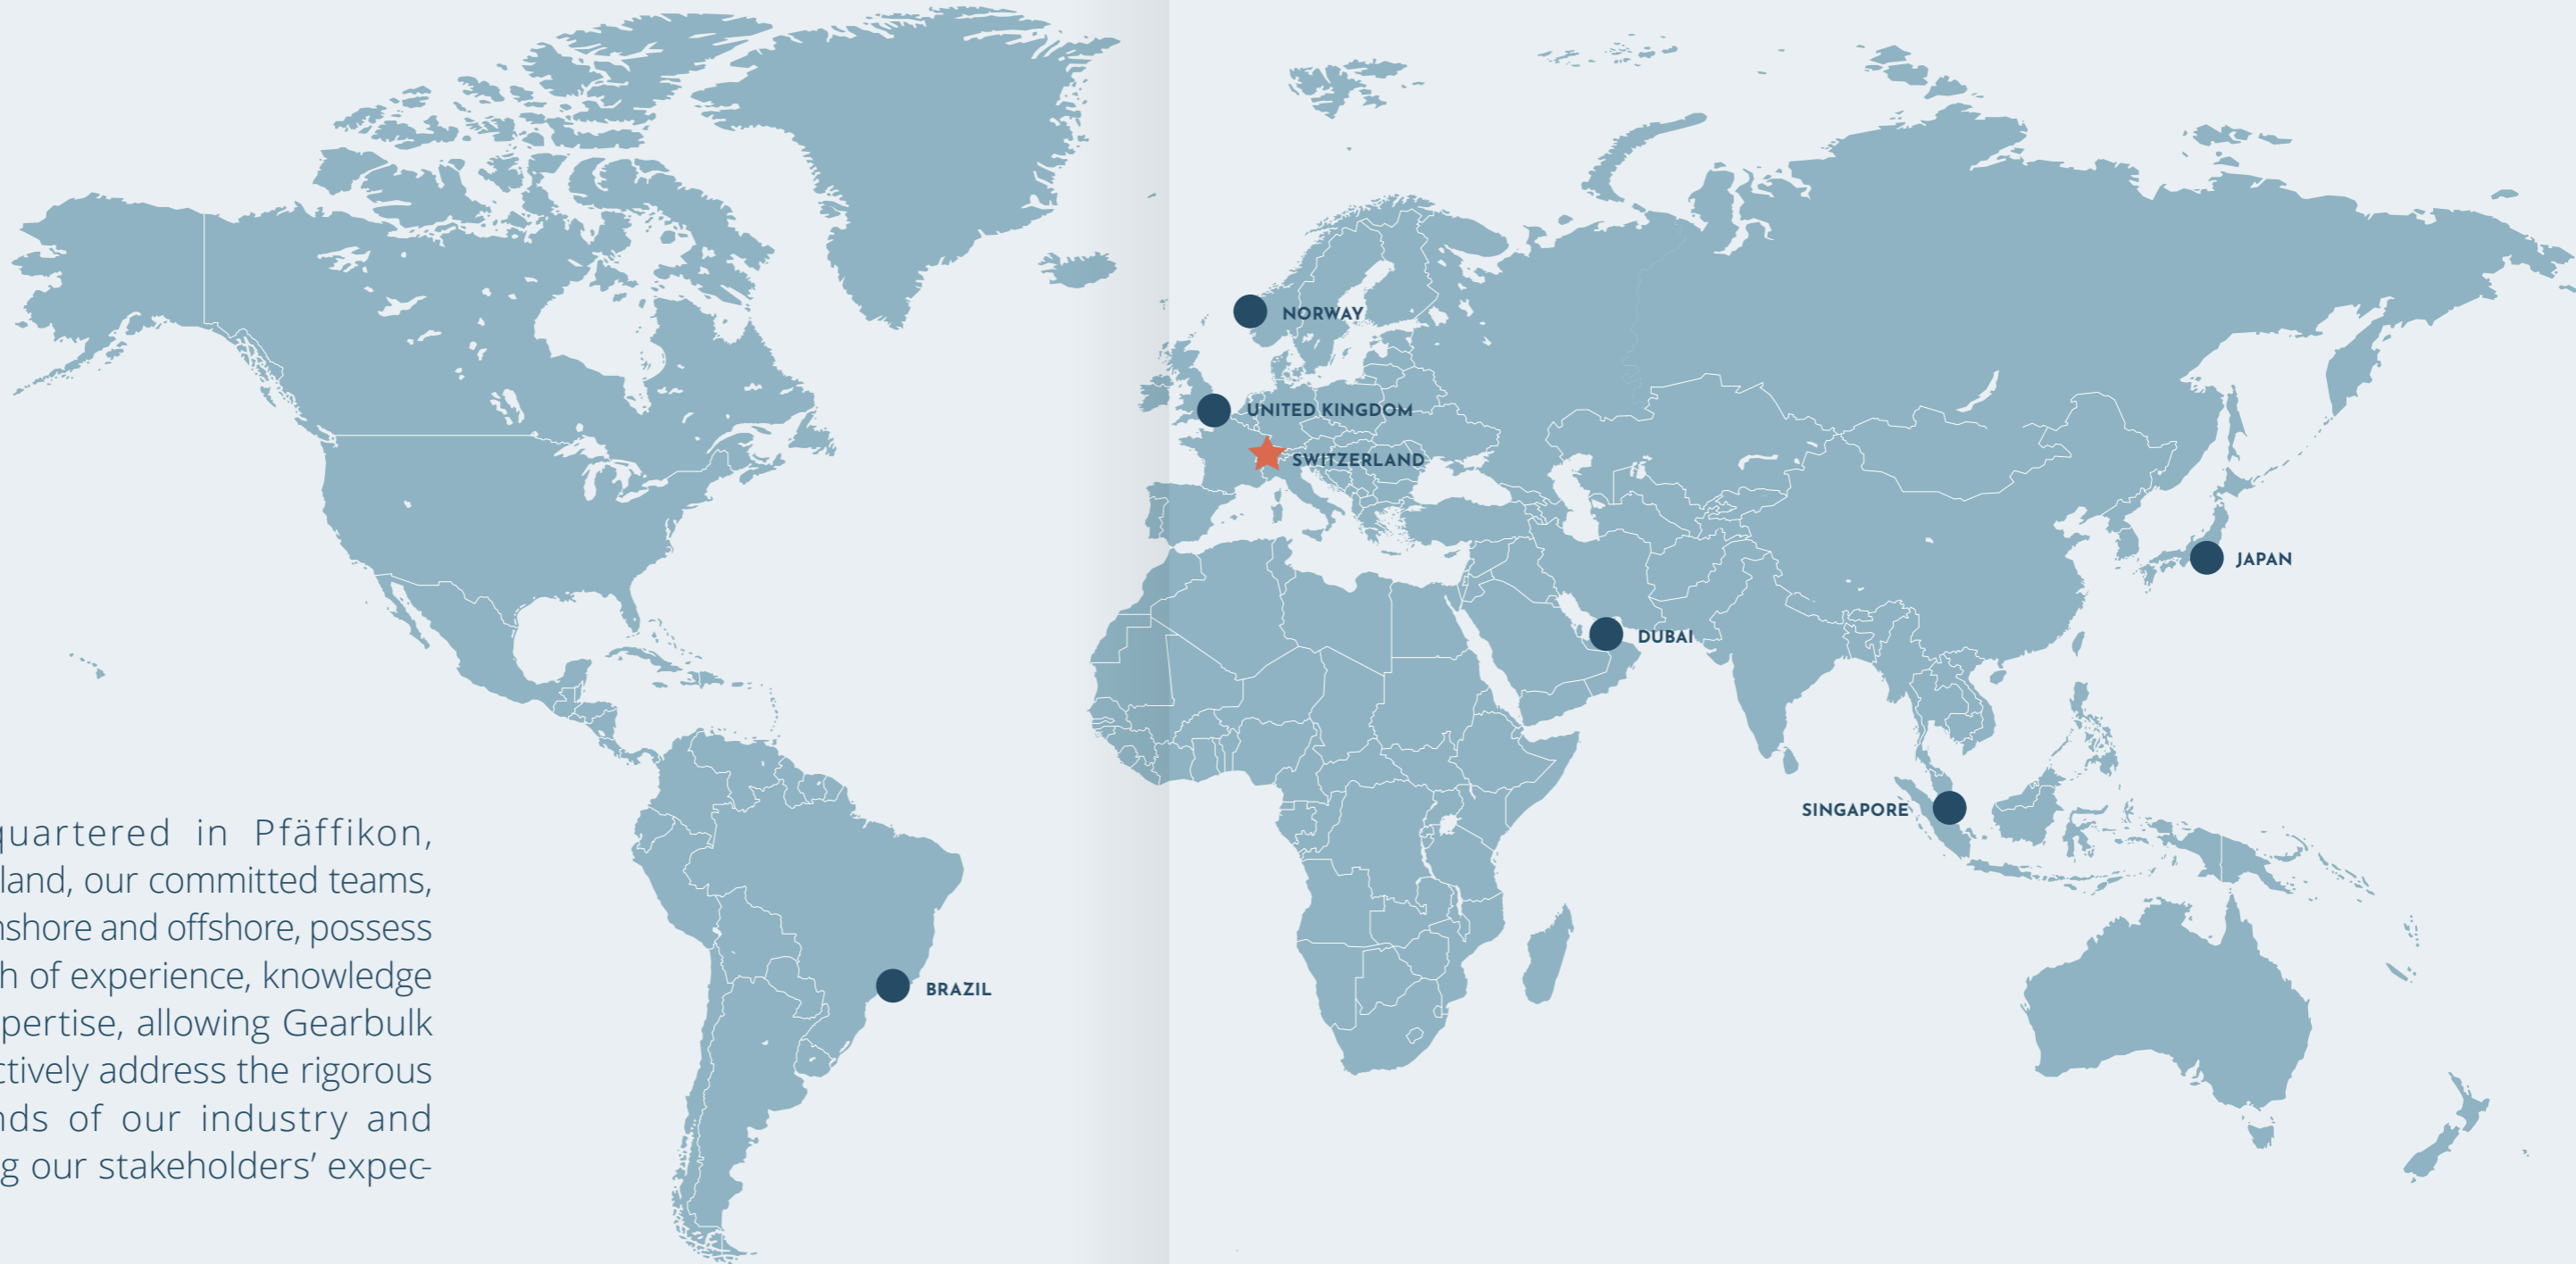 NORWAY
UNITED KINGDOM
SWITZERLAND
JAPAN
DUBAI
SINGAPORE
BRAZIL
quartered in Pfäffikon,
land, our committed teams,
nshore and offshore, possess
h of experience, knowledge
pertise, allowing Gearbulk
ctively address the rigorous
nds of our industry and
g our stakeholders’ expec-